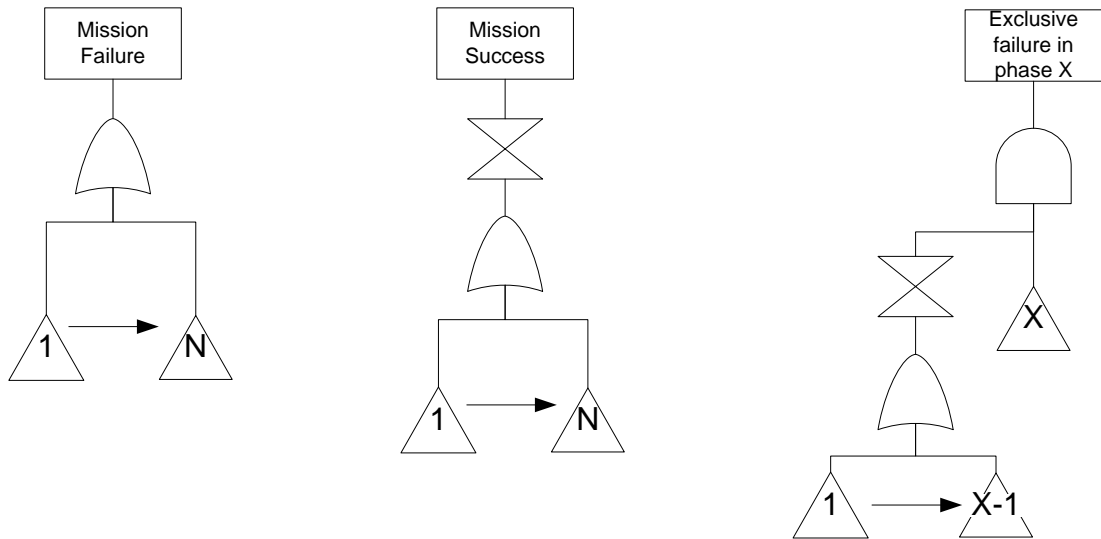 Mission
Failure
1
N
Mission
Success
1
N
Exclusive
failure in
phase X
X
1
X-1